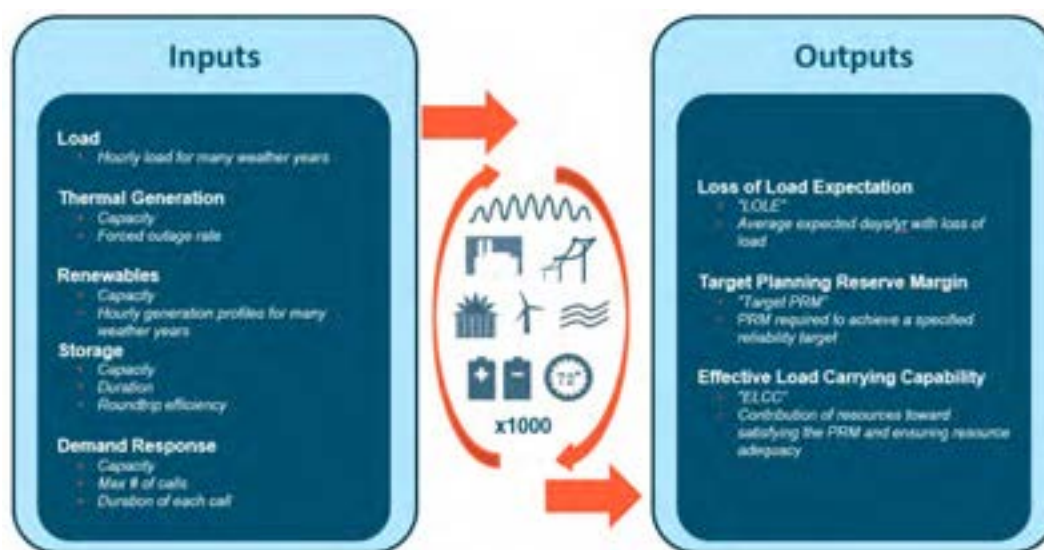 Inputs
Load
Hourly load for many weather years
Thermal Generation
Capacity
Forced outage rate
Renewables
Capacity
Hourly generation profiles for many
weather years
Storage
Capacity
Duration
Roundtrip efficiency
Demand Response
Capacity
Max # of calls
Duration of each call
72°
x1000
Outputs
Loss of Load Expectation
"LOLE"
Average expected days/yr with loss of
load
Target Planning Reserve Margin
"Target PRM"
PRM required to achieve a specified
reliability target
Effective Load Carrying Capability
"ELCC"
Contribution of resources toward
satisfying the PRM and ensuring resource
adequacy